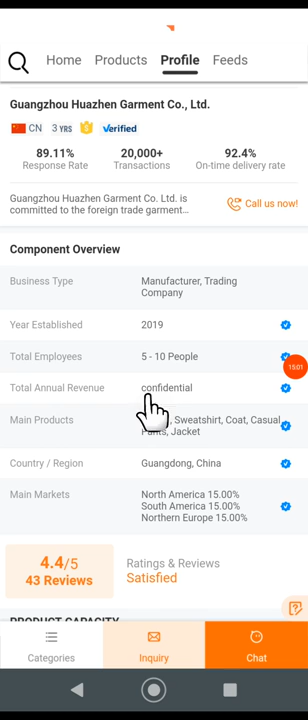 Home Products Profile Feeds
Guangzhou Huazhen Garment Co., Ltd.
CN 3 YRS Verified
89.11% 20,000+ 92.4%
Response Rate Transactions On-time delivery rate
Guangzhou Huazhen Garment Co., Ltd. is
committed to the foreign trade garment...
Call us now!
Component Overview
Business Type Manufacturer, Trading
Company
Year Established 2019
Total Employees 5 - 10 People
15:01
Total Annual Revenue confidential
Main Products Sweatshirt, Coat, Casual
Pants, Jacket
Country / Region Guangdong, China
Main Markets North America 15.00%
South America 15.00%
Northern Europe 15.00%
4.4/5 Ratings & Reviews
43 Reviews Satisfied
PRODUCT CAPACITY
Categories Inquiry Chat